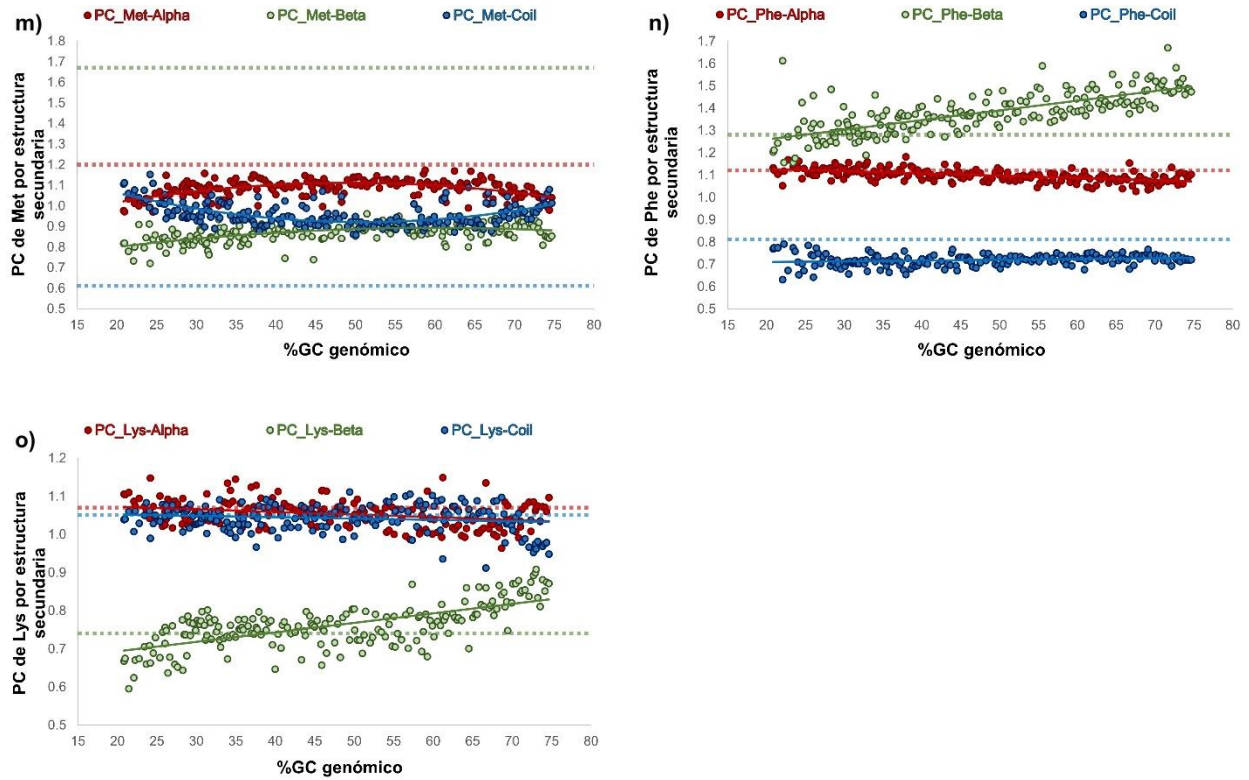 m)
PC_Met-Alpha PC_Met-Beta PC_Met-Coil
PC de Met por estructura
secundaria
1.8
1.7
1.6
1.5
1.4
1.3
1.2
1.1
1.0
0.9
0.8
0.7
0.6
0.5
15 20 25 30 35 40 45 50 55 60 65 70 75 80
%GC genómico
n)
PC_Phe-Alpha PC_Phe-Beta PC_Phe-Coil
PC de Phe por estructura
secundaria
1.7
1.6
1.5
1.4
1.3
1.2
1.1
1.0
0.9
0.8
0.7
0.6
0.5
15 20 25 30 35 40 45 50 55 60 65 70 75 80
%GC genómico
o)
PC_Lys-Alpha PC_Lys-Beta PC_Lys-Coil
PC de Lys por estructura
secundaria
1.2
1.1
1.0
0.9
0.8
0.7
0.6
0.5
15 20 25 30 35 40 45 50 55 60 65 70 75 80
%GC genómico